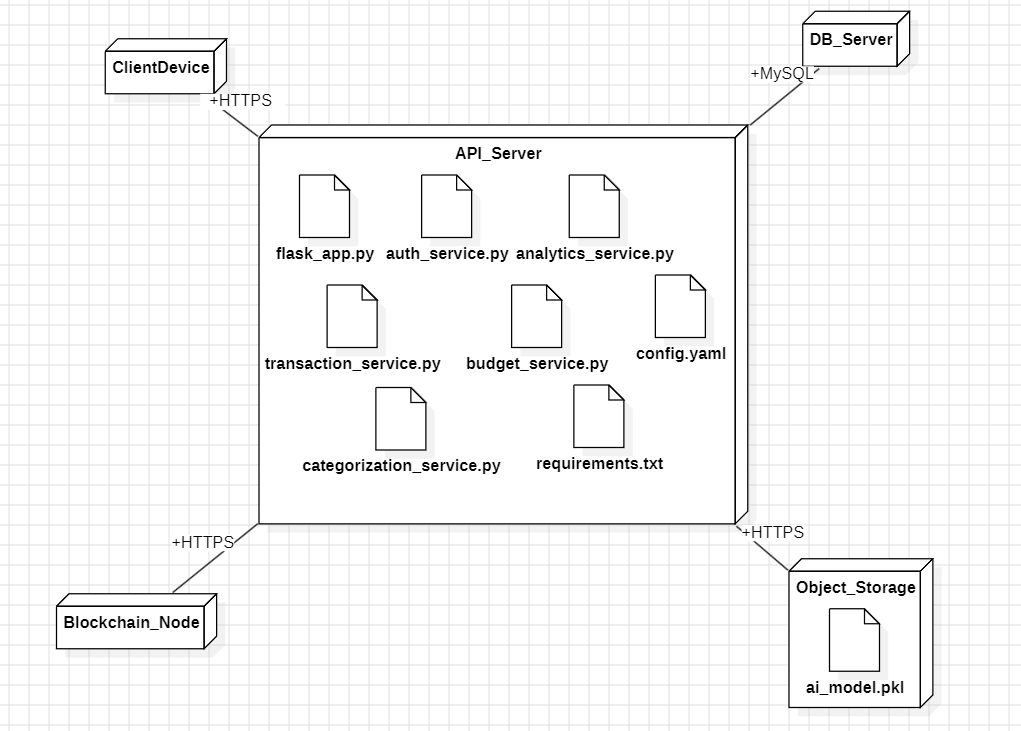 DB_Server
ClientDevice
+MySQL
+HTTPS
API_Server
flask_app.py
auth_service.py
analytics_service.py
transaction_service.py
budget_service.py
config.yaml
categorization_service.py
requirements.txt
+HTTPS
+HTTPS
Object_Storage
Blockchain_Node
ai_model.pkl